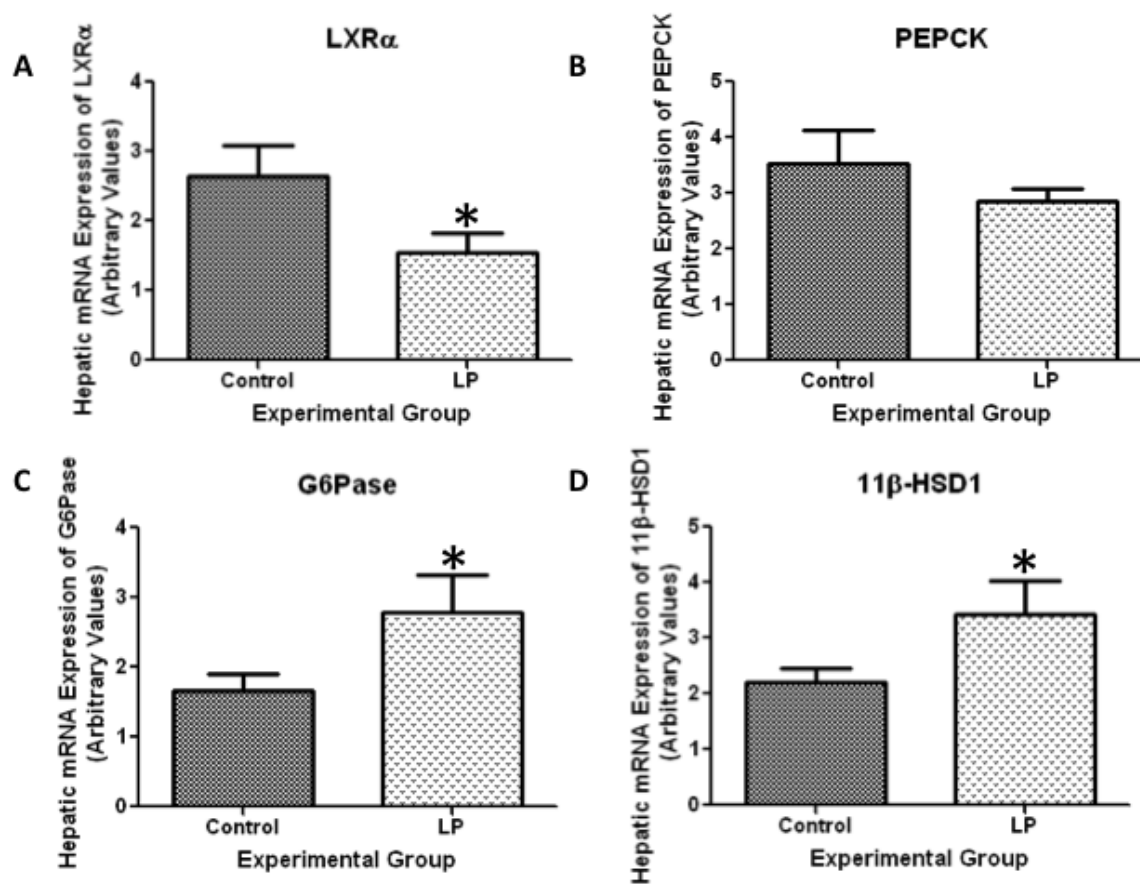 A
LXRα
Hepatic mRNA Expression of LXRα
(Arbitrary Values)
4
3
2
1
0
*
Control
LP
Experimental Group
B
PEPCK
Hepatic mRNA Expression of PEPCK
(Arbitrary Values)
5
4
3
2
1
0
Control
LP
Experimental Group
C
G6Pase
Hepatic mRNA Expression of G6Pase
(Arbitrary Values)
4
3
2
1
0
*
Control
LP
Experimental Group
D
11β-HSD1
Hepatic mRNA Expression of 11β-HSD1
(Arbitrary Values)
5
4
3
2
1
0
*
Control
LP
Experimental Group